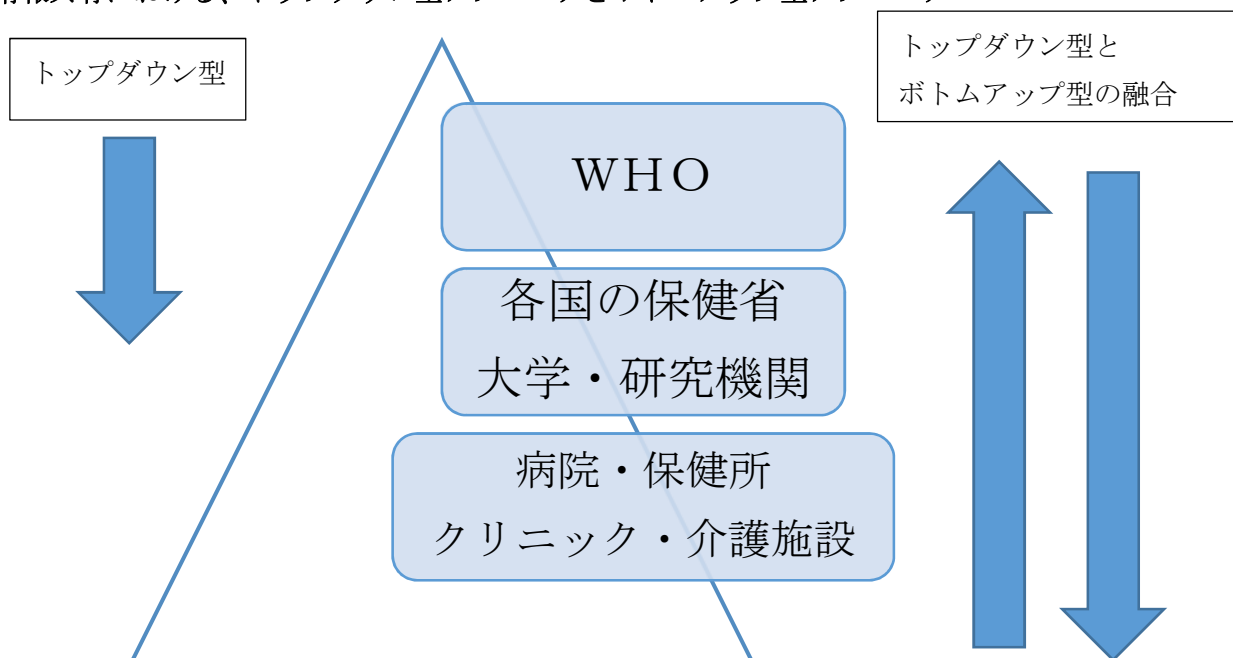 トップダウン型
トップダウン型と
ボトムアップ型の融合
ＷＨＯ
各国の保健省
大学・研究機関
病院・保健所
クリニック・介護施設